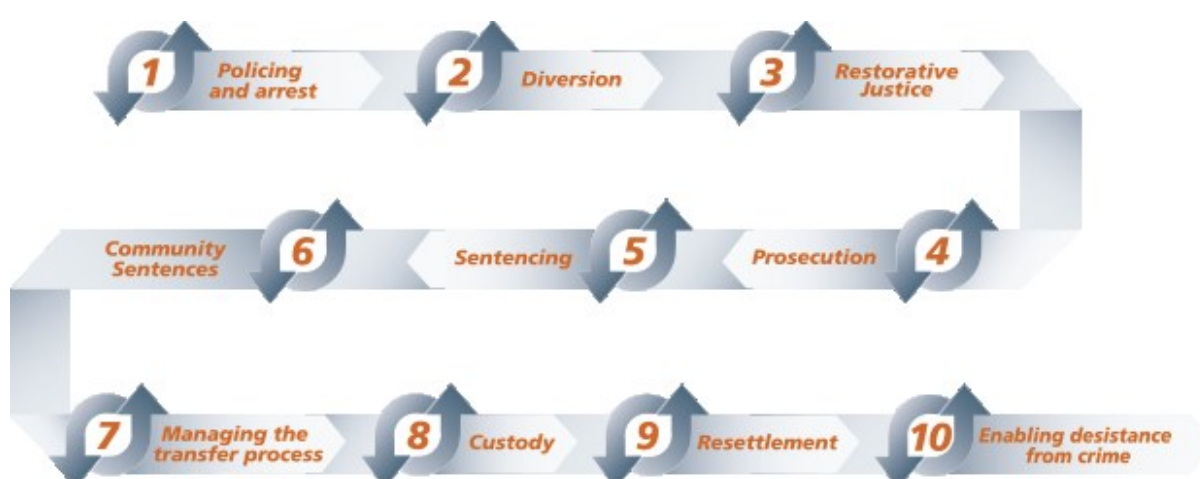 1
Policing
and arrest
2
Diversion
3
Restorative
Justice
4
Prosecution
5
Sentencing
6
Community
Sentences
7
Managing the
transfer process
8
Custody
9
Resettlement
10
Enabling desistance
from crime